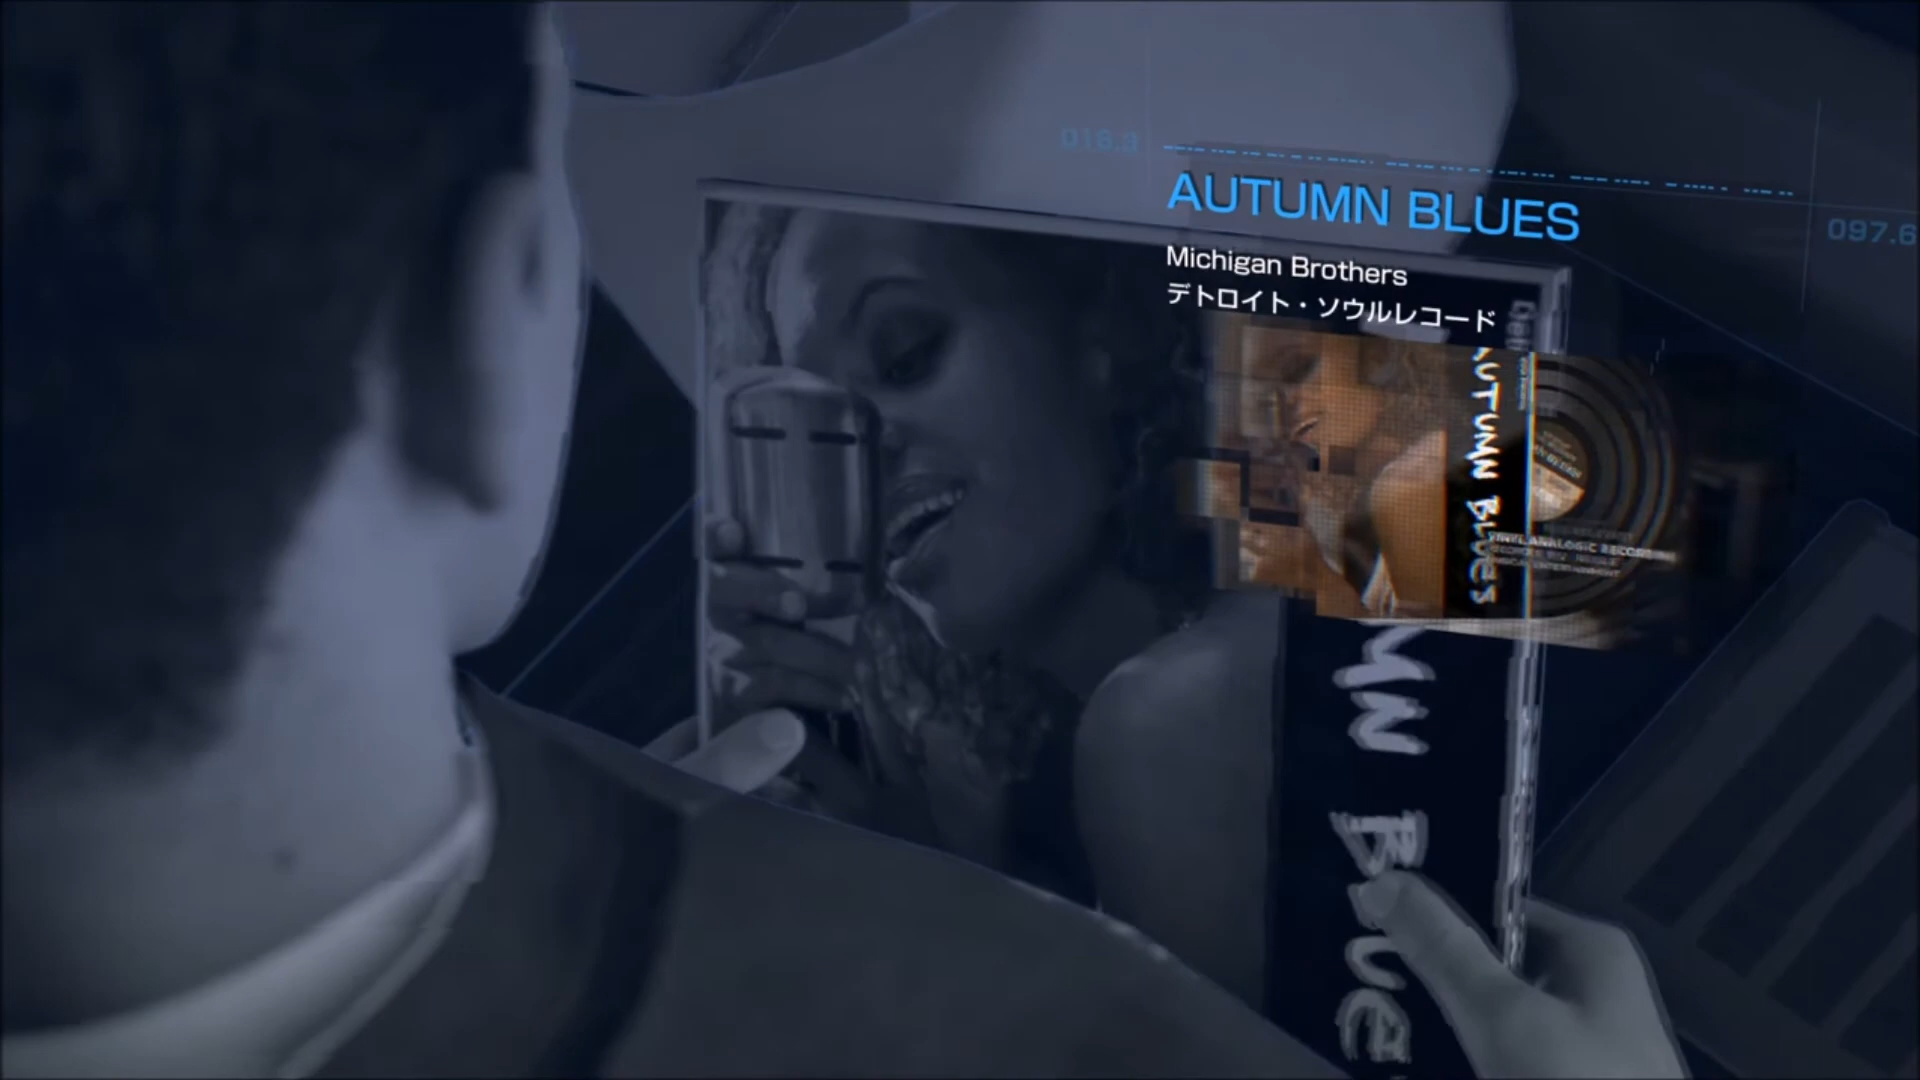 016.3
AUTUMN BLUES
097.6
Michigan Brothers
デトロイト・ソウルレコード
AUTUMN BLUES
VINYL ANALOGIC RECORDING
MN BLUES